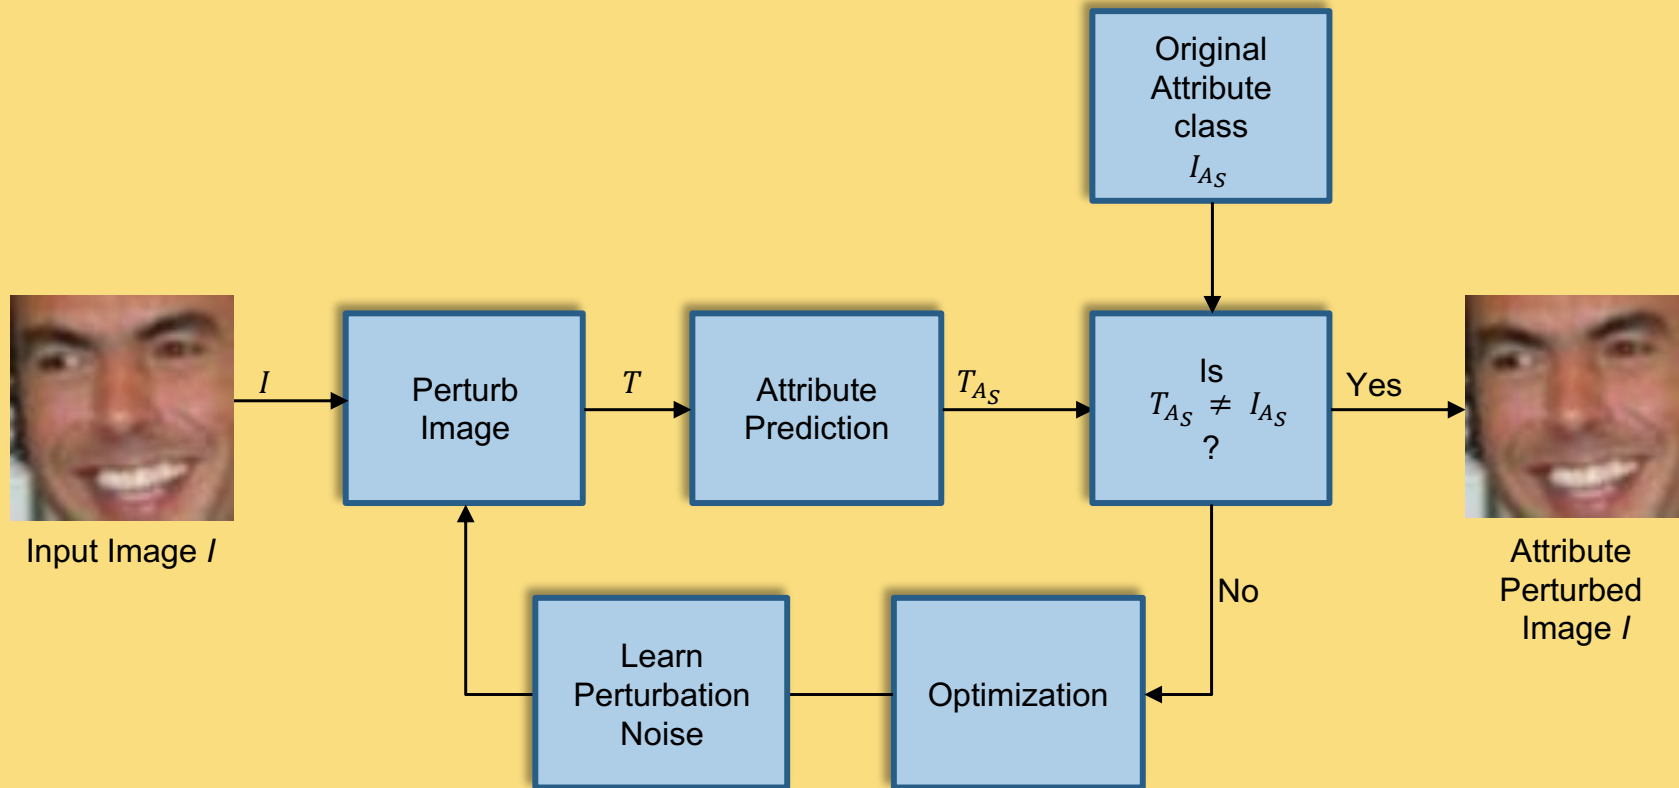 Original
Attribute
class
I_{A_S}
I
Perturb
Image
T
Attribute
Prediction
T_{A_S}
Is
T_{A_S} ≠ I_{A_S}
?
Yes
Input Image I
Attribute
Perturbed
Image I
No
Learn
Perturbation
Noise
Optimization